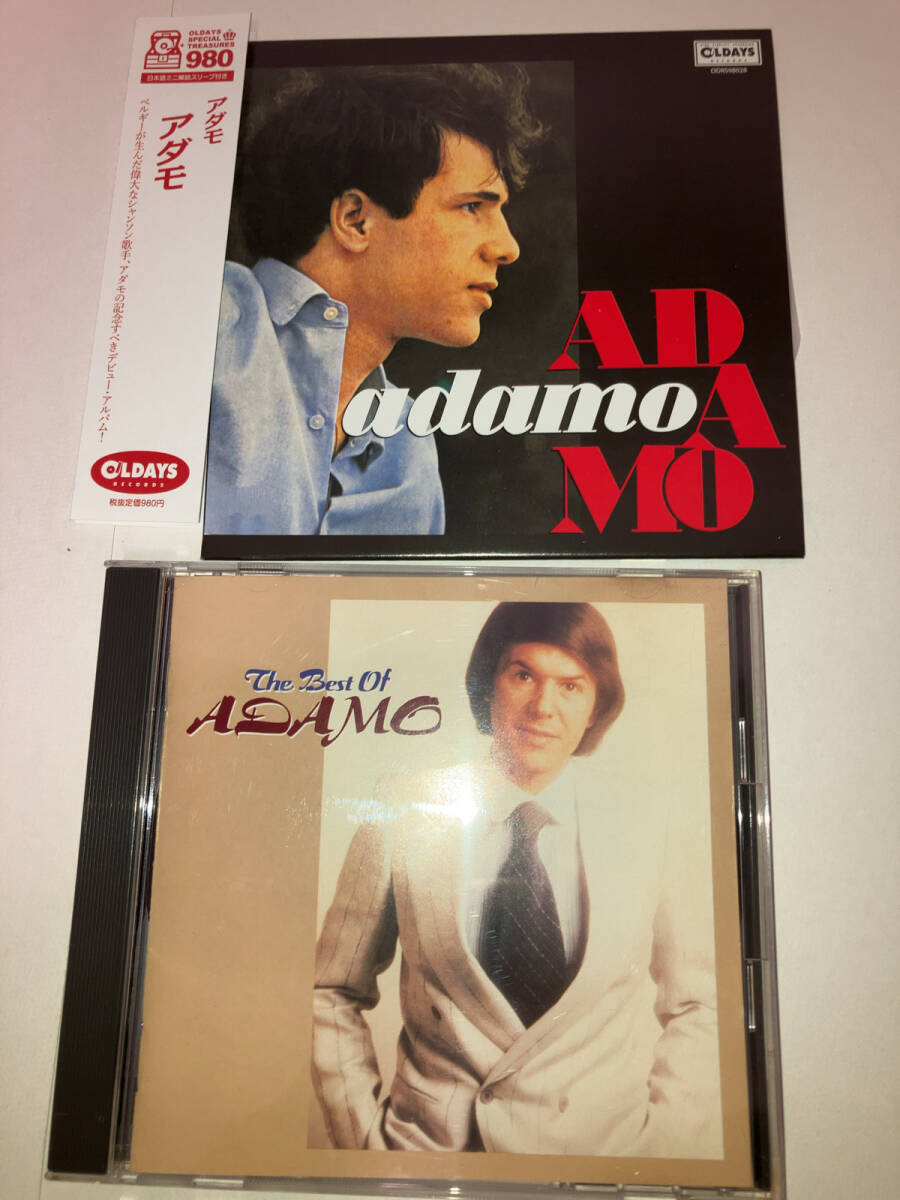 OLDAYS
SPECIAL
TREASURES
980
日本語ミニ解説スリーブ付き
アダモ
アダモ
ベルギーが生んだ偉大なシャンソン歌手、アダモの記念すべきデビュー・アルバム!
OLDAYS
RECORDS
税抜定価980円
OLDAYS
RECORDS
ODRS98028
adamo
AD
A
MO
The Best Of
ADAMO